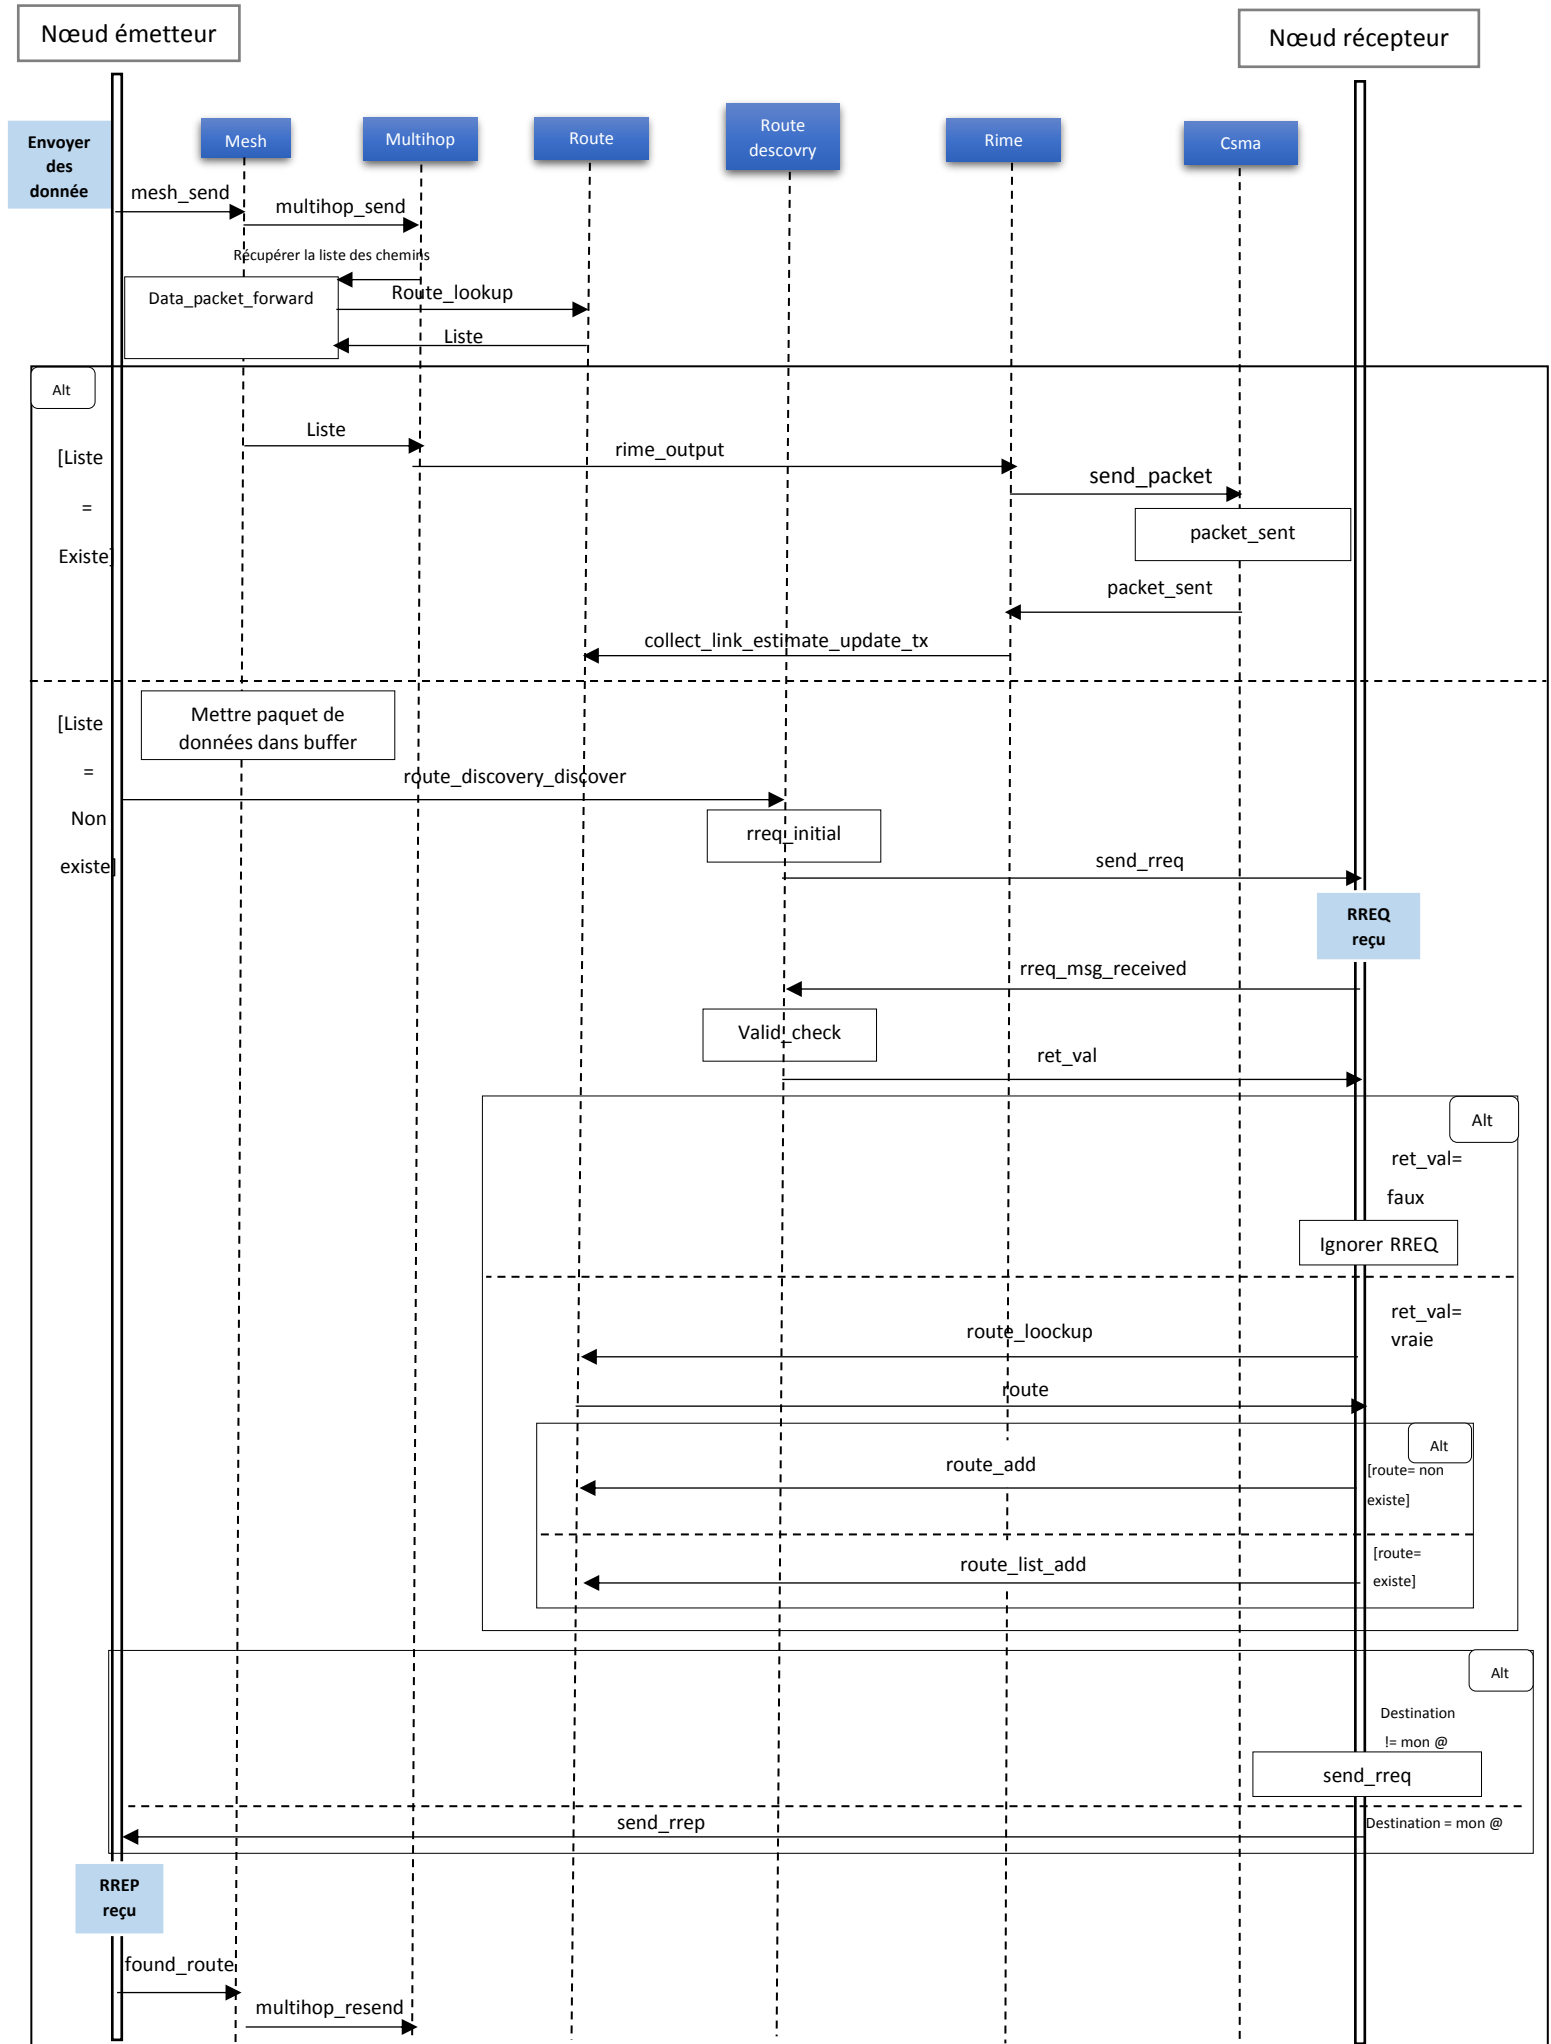 Nœud émetteur
Nœud récepteur
Envoyer
des
donnée
Mesh
Multihop
Route
Route
descovry
Rime
Csma
mesh_send
multihop_send
Récupérer la liste des chemins
Data_packet_forward
Route_lookup
Liste
Alt
[Liste
=
Existe]
Liste
rime_output
send_packet
packet_sent
packet_sent
collect_link_estimate_update_tx
[Liste
=
Non
existe]
Mettre paquet de
données dans buffer
route_discovery_discover
rreq_initial
send_rreq
RREQ
reçu
rreq_msg_received
Valid_check
ret_val
Alt
ret_val=
faux
Ignorer RREQ
ret_val=
vraie
route_loockup
route
Alt
route_add
[route= non
existe]
route_list_add
[route=
existe]
Alt
Destination
!= mon @
send_rreq
send_rrep
Destination = mon @
RREP
reçu
found_route
multihop_resend